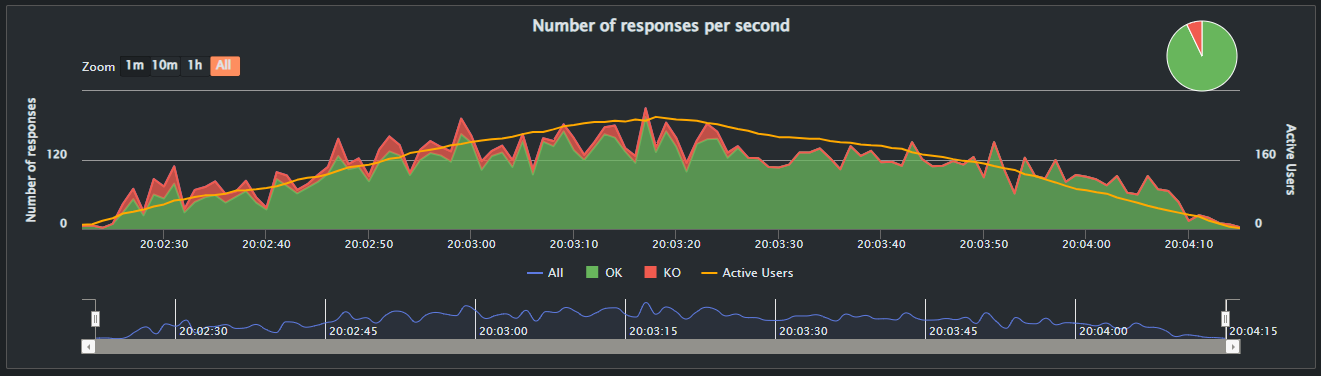 Number of responses per second
Zoom 1m 10m 1h All
Number of responses
120
0
Active Users
160
0
20:02:30 20:02:40 20:02:50 20:03:00 20:03:10 20:03:20 20:03:30 20:03:40 20:03:50 20:04:00 20:04:10
All OK KO Active Users
20:02:30 20:02:45 20:03:00 20:03:15 20:03:30 20:03:45 20:04:00 20:04:15